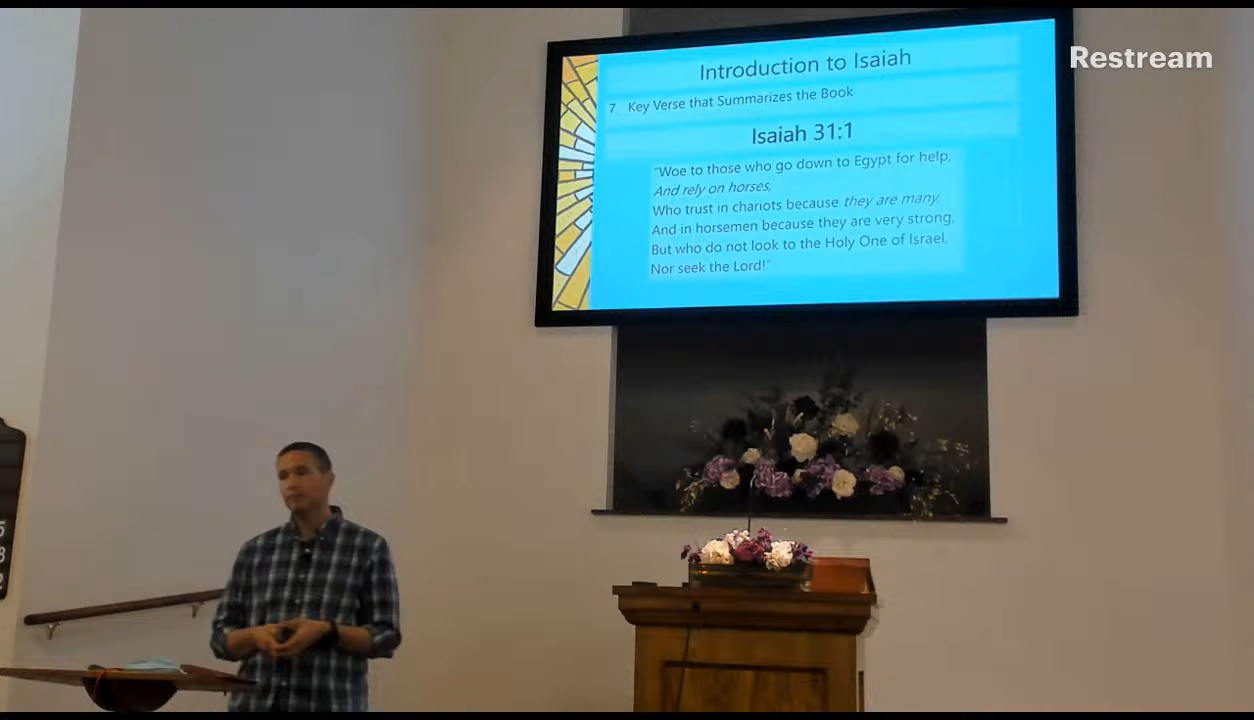 Restream
Introduction to Isaiah
7 Key Verse that Summarizes the Book
Isaiah 31:1
"Woe to those who go down to Egypt for help,
And rely on horses,
Who trust in chariots because they are many,
And in horsemen because they are very strong,
But who do not look to the Holy One of Israel,
Nor seek the Lord!"
5
3
2